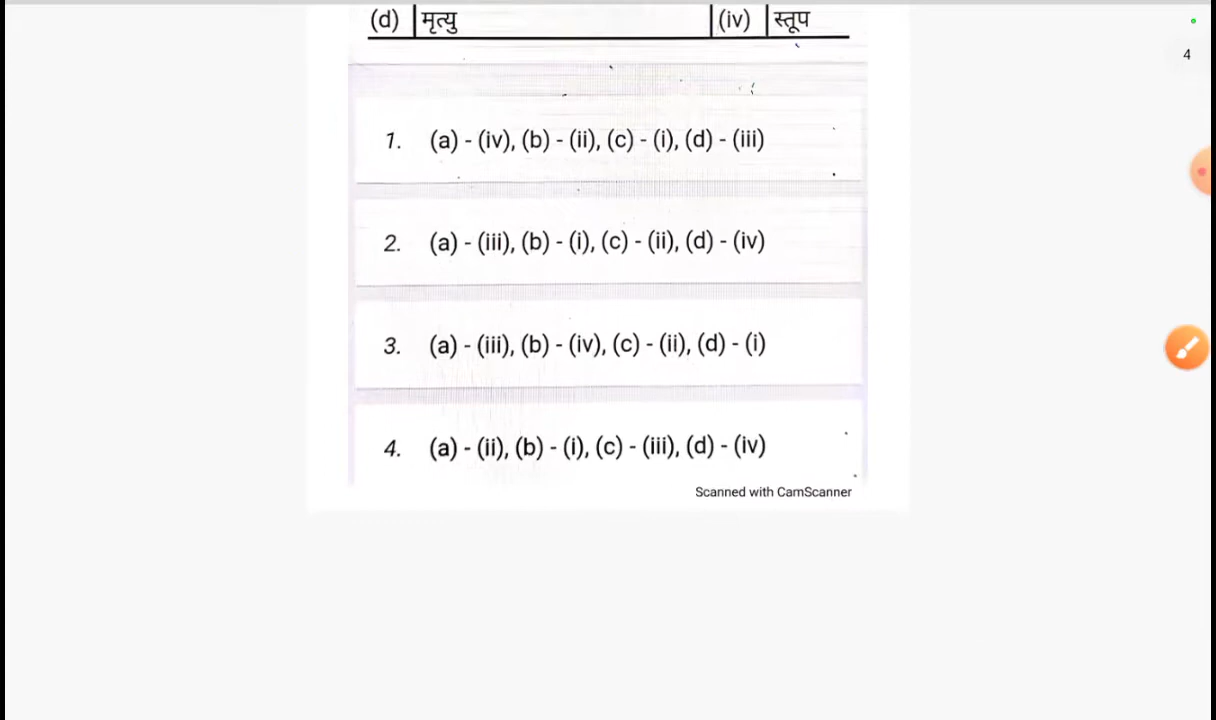 (d) मृत्यु (iv) स्तूप
4
1. (a) - (iv), (b) - (ii), (c) - (i), (d) - (iii)
2. (a) - (iii), (b) - (i), (c) - (ii), (d) - (iv)
3. (a) - (iii), (b) - (iv), (c) - (ii), (d) - (i)
4. (a) - (ii), (b) - (i), (c) - (iii), (d) - (iv)
Scanned with CamScanner